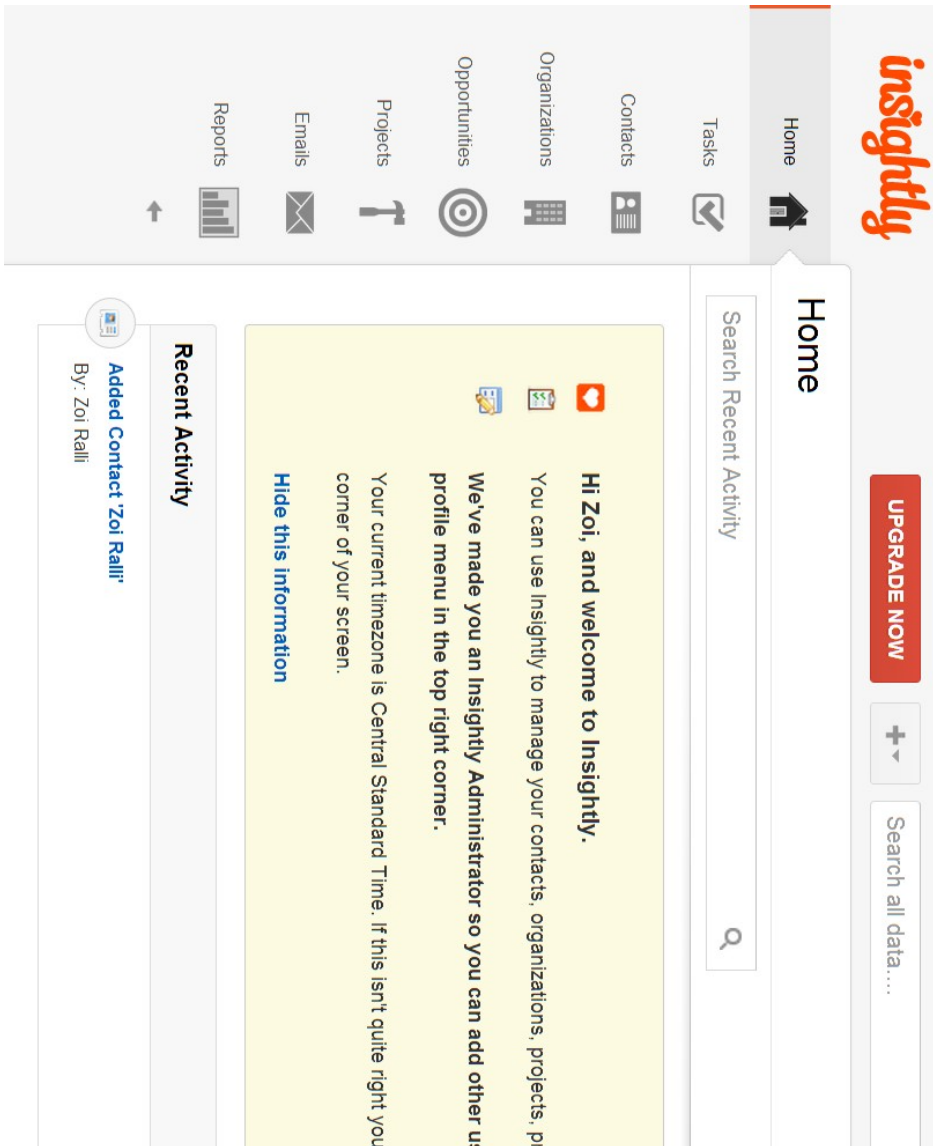 insightly
UPGRADE NOW
Search all data....
Home
Tasks
Contacts
Organizations
Opportunities
Projects
Emails
Reports
Home
Search Recent Activity
Hi Zoi, and welcome to Insightly.
You can use Insightly to manage your contacts, organizations, projects,
We've made you an Insightly Administrator so you can add other
profile menu in the top right corner.
Your current timezone is Central Standard Time. If this isn't quite right you
corner of your screen.
Hide this information
Recent Activity
Added Contact 'Zoi Ralli'
By: Zoi Ralli